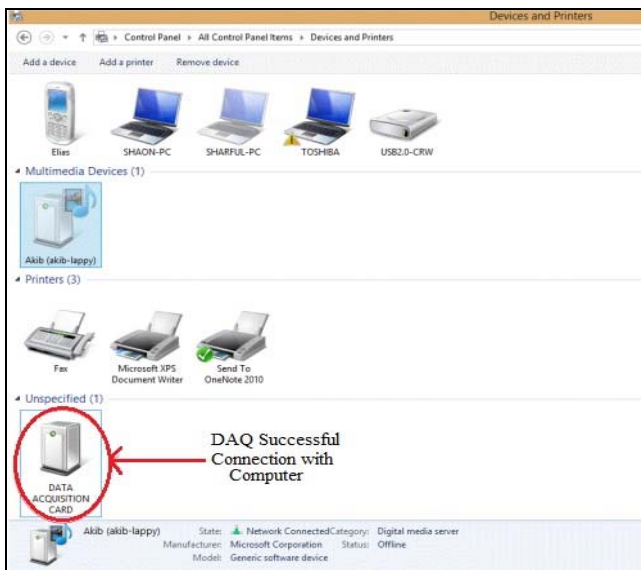 Devices and Printers
Control Panel ▸ All Control Panel Items ▸ Devices and Printers
Add a device Add a printer Remove device
Elias SHAON-PC SHARFUL-PC TOSHIBA USB2.0-CRW
Multimedia Devices (1)
Akib (akib-lappy)
Printers (3)
Fax Microsoft XPS Document Writer Send To OneNote 2010
Unspecified (1)
DATA
ACQUISITION
CARD
DAQ Successful
Connection with
Computer
Akib (akib-lappy) State: Network Connected Category: Digital media server
Manufacturer: Microsoft Corporation Status: Offline
Model: Generic software device